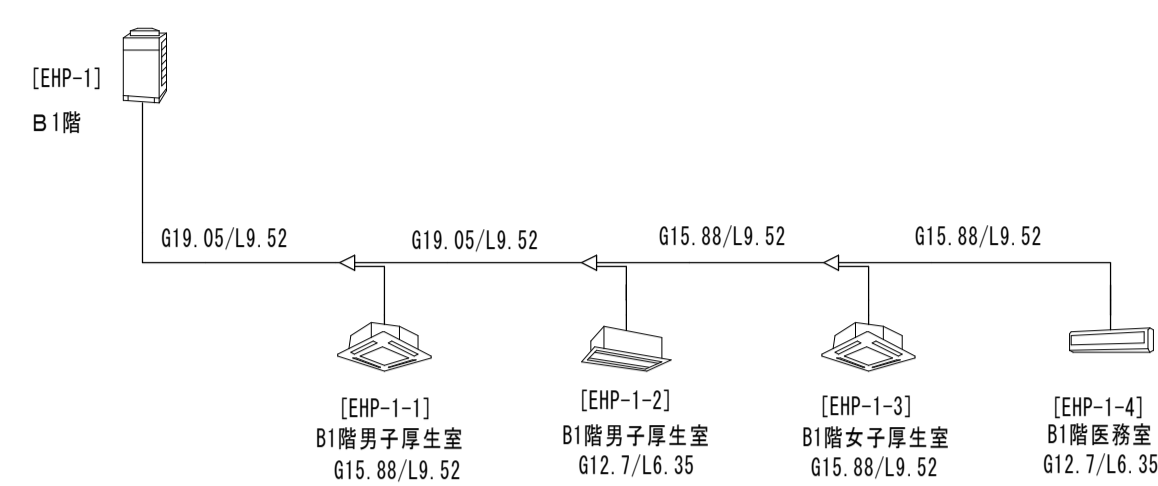 [EHP-1]
B1階
G19.05/L9.52
G19.05/L9.52
G15.88/L9.52
G15.88/L9.52
[EHP-1-1]
B1階男子厚生室
G15.88/L9.52
[EHP-1-2]
B1階男子厚生室
G12.7/L6.35
[EHP-1-3]
B1階女子厚生室
G15.88/L9.52
[EHP-1-4]
B1階医務室
G12.7/L6.35